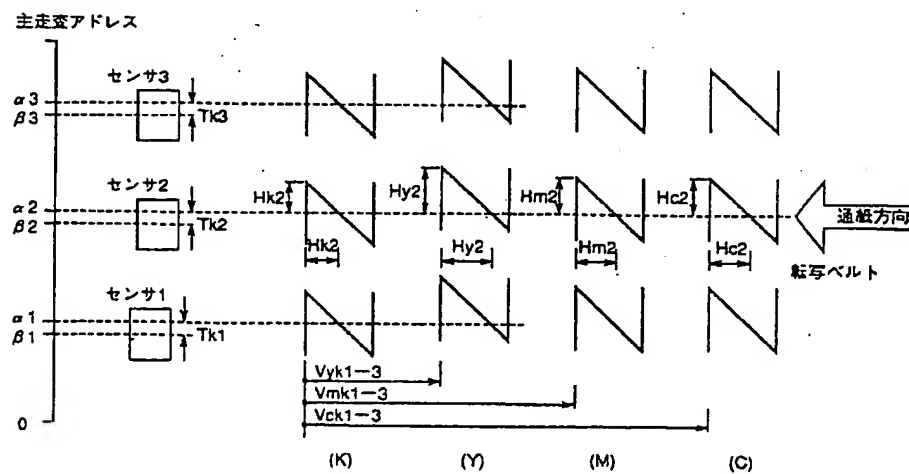 主走査アドレス
センサ3
α3
β3
Tk3
センサ2
α2
β2
Tk2
Hk2
Hy2
Hm2
Hc2
通紙方向
Hk2
Hy2
Hm2
Hc2
転写ベルト
センサ1
α1
β1
Tk1
Vyk1−3
Vmk1−3
Vck1−3
0
(K)
(Y)
(M)
(C)